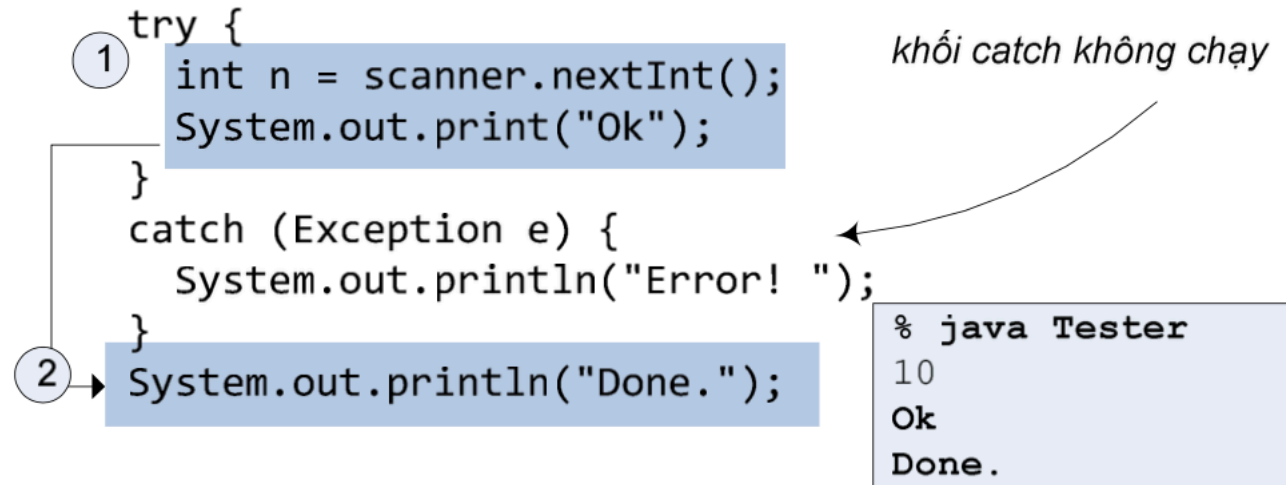 try {
1
int n = scanner.nextInt();
System.out.print("Ok");
}
catch (Exception e) {
System.out.println("Error! ");
}
2
System.out.println("Done.");
khối catch không chạy
% java Tester
10
Ok
Done.